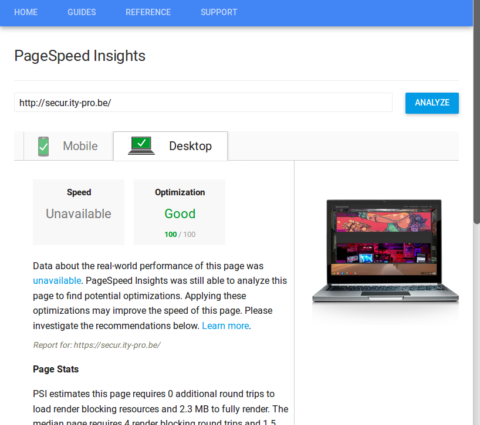 HOME GUIDES REFERENCE SUPPORT
PageSpeed Insights
http://secur.ity-pro.be/ ANALYZE
Mobile Desktop
Speed Optimization
Unavailable Good
100 / 100
Data about the real-world performance of this page was
unavailable. PageSpeed Insights was still able to analyze this
page to find potential optimizations. Applying these
optimizations may improve the speed of this page. Please
investigate the recommendations below. Learn more.
Report for: https://secur.ity-pro.be/
Page Stats
PSI estimates this page requires 0 additional round trips to
load render blocking resources and 2.3 MB to fully render. The
median page requires 4 render blocking round trips and 1.5